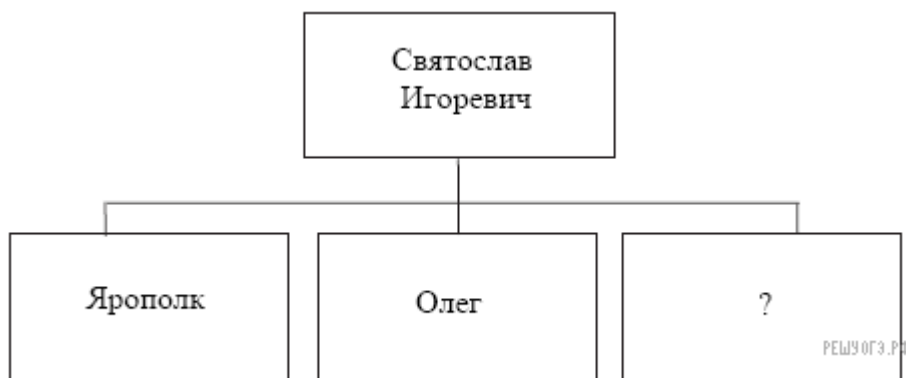 Святослав
Игоревич
Ярополк
Олег
?
РЕШУОГЭ.РФ